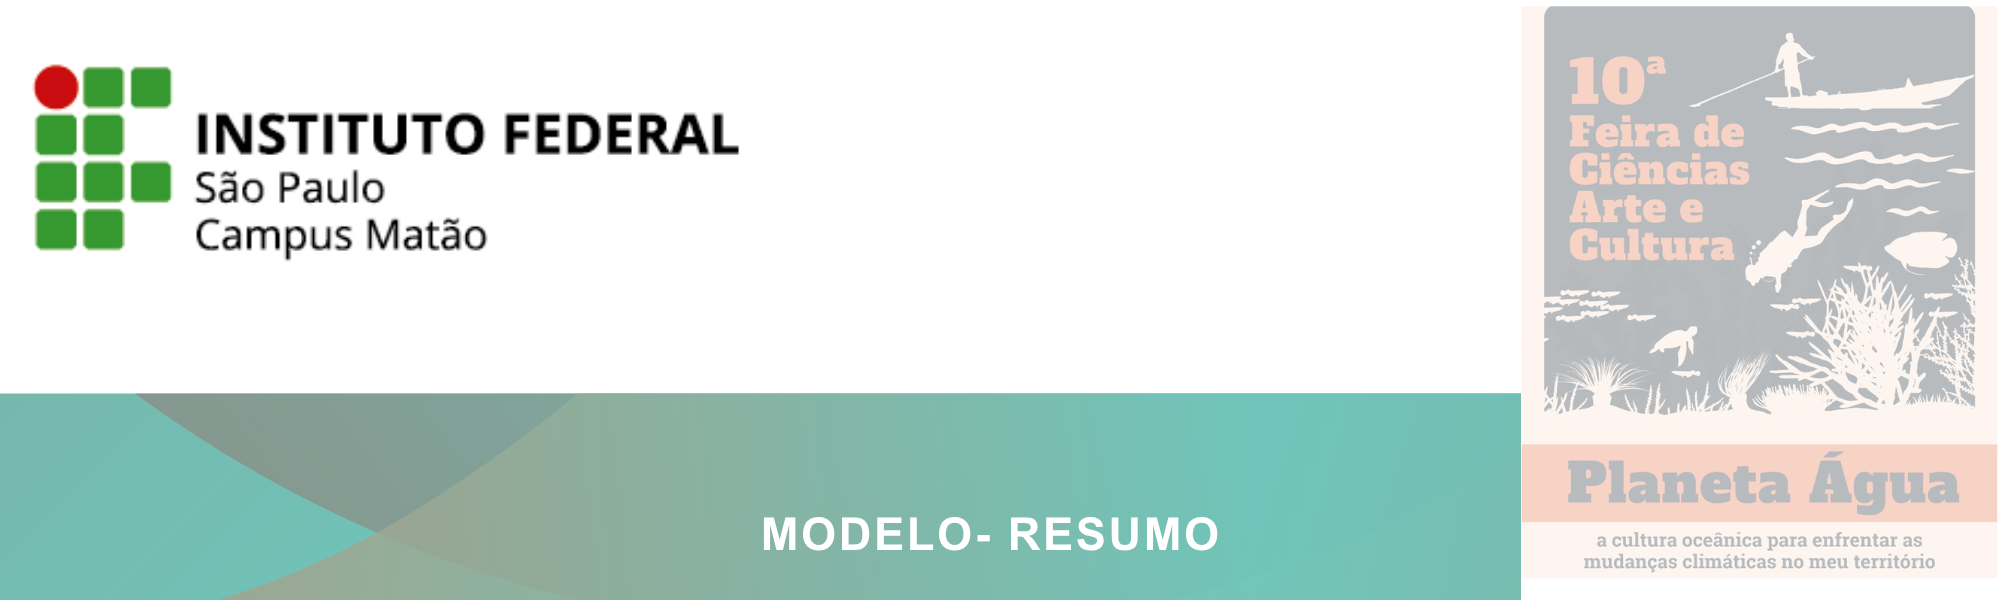 INSTITUTO FEDERAL
São Paulo
Campus Matão
MODELO- RESUMO
10ª
Feira de
Ciências
Arte e
Cultura
Planeta Água
a cultura oceânica para enfrentar as
mudanças climáticas no meu território